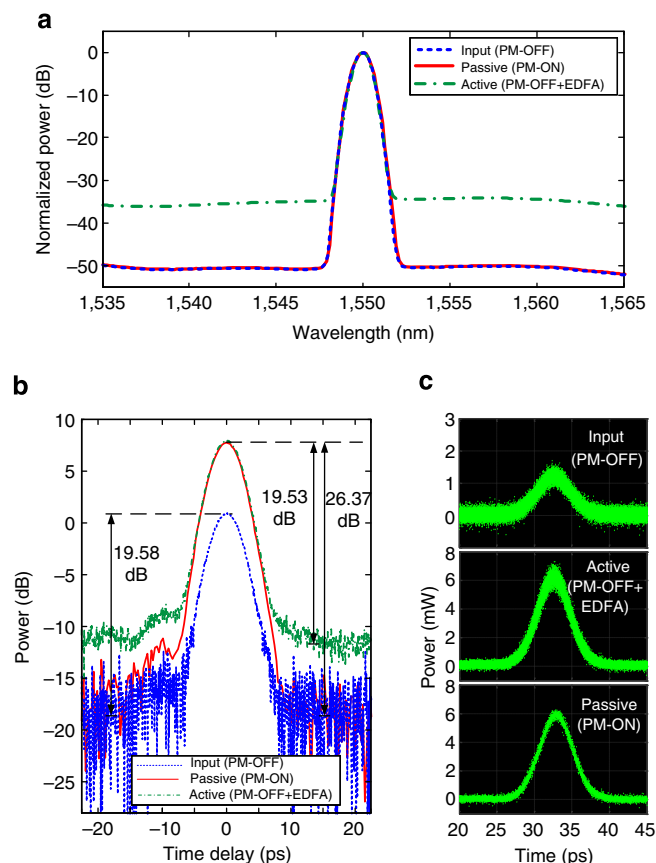 a
Normalized power (dB)
0
–10
–20
–30
–40
–50
Input (PM-OFF)
Passive (PM-ON)
Active (PM-OFF+EDFA)
1,535 1,540 1,545 1,550 1,555 1,560 1,565
Wavelength (nm)
b
Power (dB)
10
5
0
–5
–10
–15
–20
–25
19.58
dB
19.53
dB
26.37
dB
Input (PM-OFF)
Passive (PM-ON)
Active (PM-OFF+EDFA)
–20 –10 0 10 20
Time delay (ps)
c
Power (mW)
3
2
1
0
Input
(PM-OFF)
6
4
2
0
Active
(PM-OFF+
EDFA)
6
4
2
0
Passive
(PM-ON)
20 25 30 35 40 45
Time (ps)